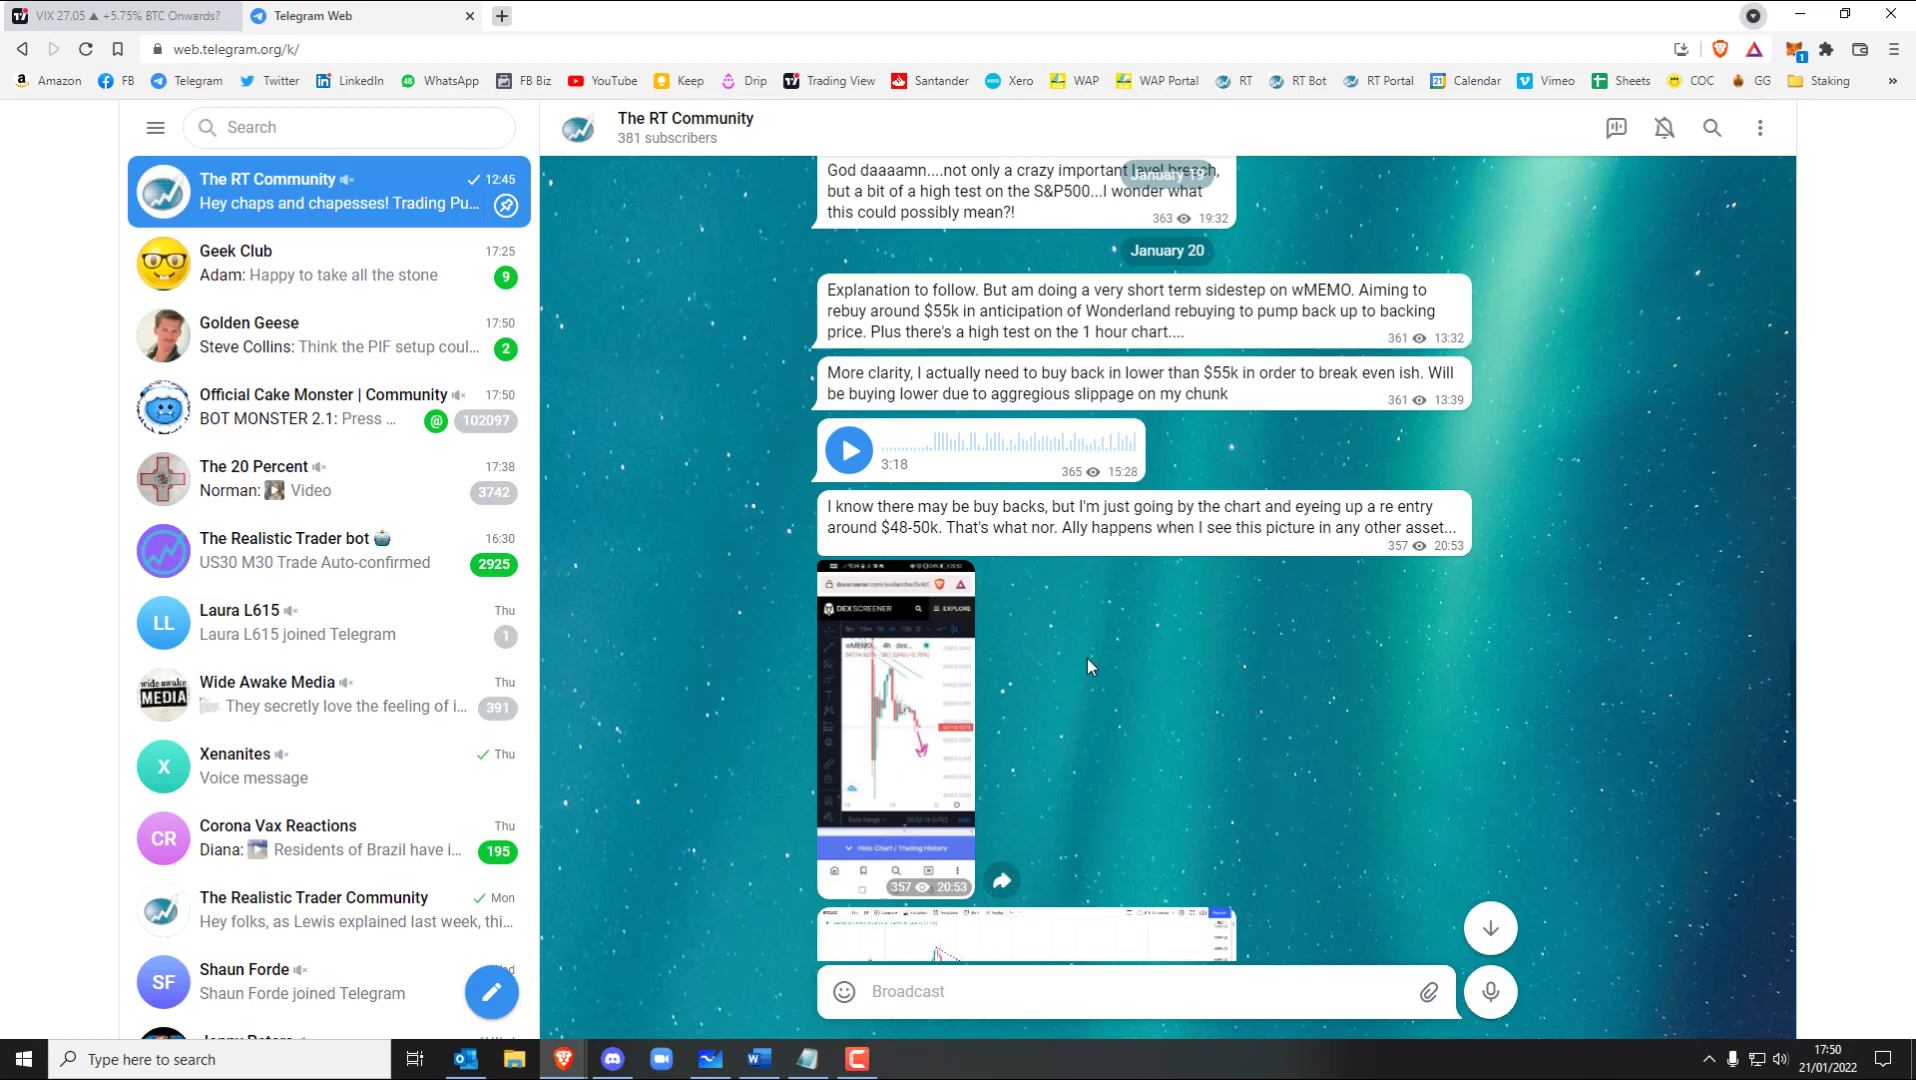 VIX 27.05 ▲ +5.75% BTC Onwards?
Telegram Web
web.telegram.org/k/
Amazon
FB
Telegram
Twitter
LinkedIn
WhatsApp
FB Biz
YouTube
Keep
Drip
Trading View
Santander
Xero
WAP
WAP Portal
RT
RT Bot
RT Portal
Calendar
Vimeo
Sheets
COC
GG
Staking
Search
The RT Community
12:45
Hey chaps and chapesses! Trading Pu...
Geek Club
17:25
Adam: Happy to take all the stone
9
Golden Geese
17:50
Steve Collins: Think the PIF setup coul...
2
Official Cake Monster | Community
17:50
BOT MONSTER 2.1: Press ...
@
102097
The 20 Percent
17:38
Norman: Video
3742
The Realistic Trader bot
16:30
US30 M30 Trade Auto-confirmed
2925
LL
Laura L615
Thu
Laura L615 joined Telegram
1
wide awake
MEDIA
Wide Awake Media
Thu
They secretly love the feeling of i...
391
X
Xenanites
Thu
Voice message
CR
Corona Vax Reactions
Thu
Diana: Residents of Brazil have i...
195
The Realistic Trader Community
Mon
Hey folks, as Lewis explained last week, thi...
SF
Shaun Forde
Shaun Forde joined Telegram
The RT Community
381 subscribers
January 19
God daaaamn....not only a crazy important level breach,
but a bit of a high test on the S&P500...I wonder what
this could possibly mean?!
363 19:32
January 20
Explanation to follow. But am doing a very short term sidestep on wMEMO. Aiming to
rebuy around $55k in anticipation of Wonderland rebuying to pump back up to backing
price. Plus there's a high test on the 1 hour chart....
361 13:32
More clarity, I actually need to buy back in lower than $55k in order to break even ish. Will
be buying lower due to aggregious slippage on my chunk
361 13:39
3:18
365 15:28
I know there may be buy backs, but I'm just going by the chart and eyeing up a re entry
around $48-50k. That's what nor. Ally happens when I see this picture in any other asset...
357 20:53
DEXSCREENER
EXPLORE
wMEMO
4h
dex...
Hide Chart / Trading History
357 20:53
Broadcast
Type here to search
17:50
21/01/2022